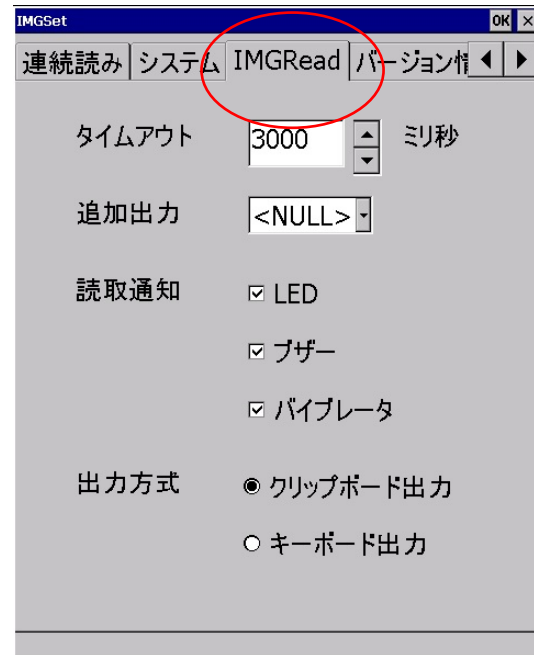 IMGSet OK ×
連続読み システム IMGRead バージョン情
タイムアウト 3000 ミリ秒
追加出力 <NULL>
読取通知 LED
ブザー
バイブレータ
出力方式 クリップボード出力
キーボード出力